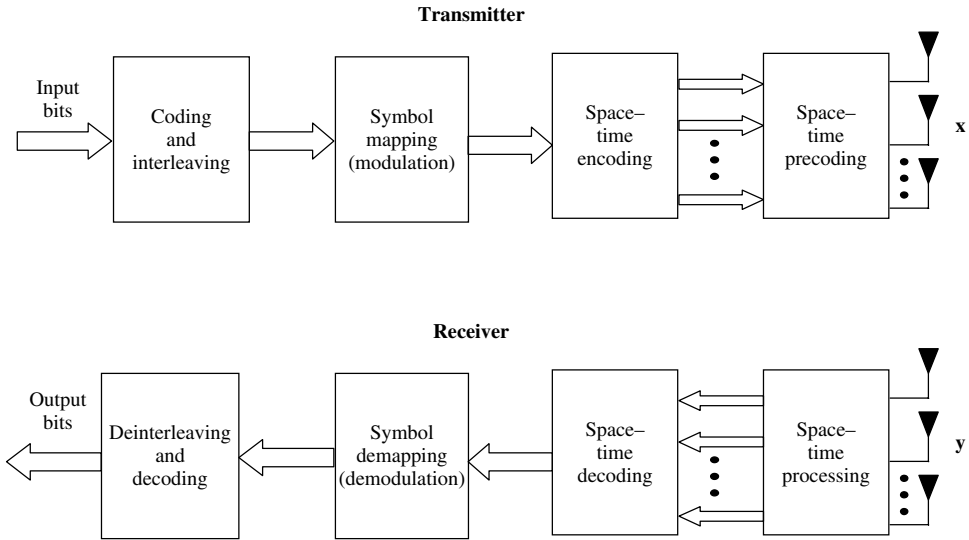 Transmitter
Input
bits
Coding
and
interleaving
Symbol
mapping
(modulation)
Space–
time
encoding
Space–
time
precoding
x
Receiver
Output
bits
Deinterleaving
and
decoding
Symbol
demapping
(demodulation)
Space–
time
decoding
Space–
time
processing
y